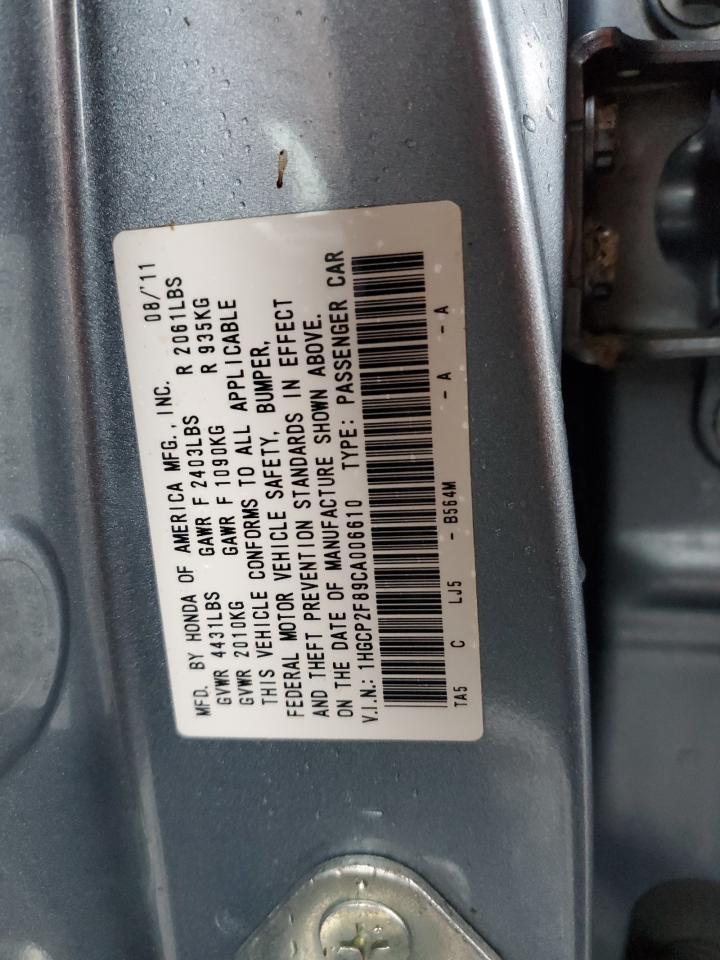 MFD. BY HONDA OF AMERICA MFG., INC. 08/'11
GVWR 4431LBS GAWR F 2403LBS R 2061LBS
GVWR 2010KG GAWR F 1090KG R 935KG
THIS VEHICLE CONFORMS TO ALL APPLICABLE
FEDERAL MOTOR VEHICLE SAFETY, BUMPER,
AND THEFT PREVENTION STANDARDS IN EFFECT
ON THE DATE OF MANUFACTURE SHOWN ABOVE.
V.I.N.: 1HGCP2F89CA006610 TYPE: PASSENGER CAR
TA5 C LJ5 - B564M - A - A